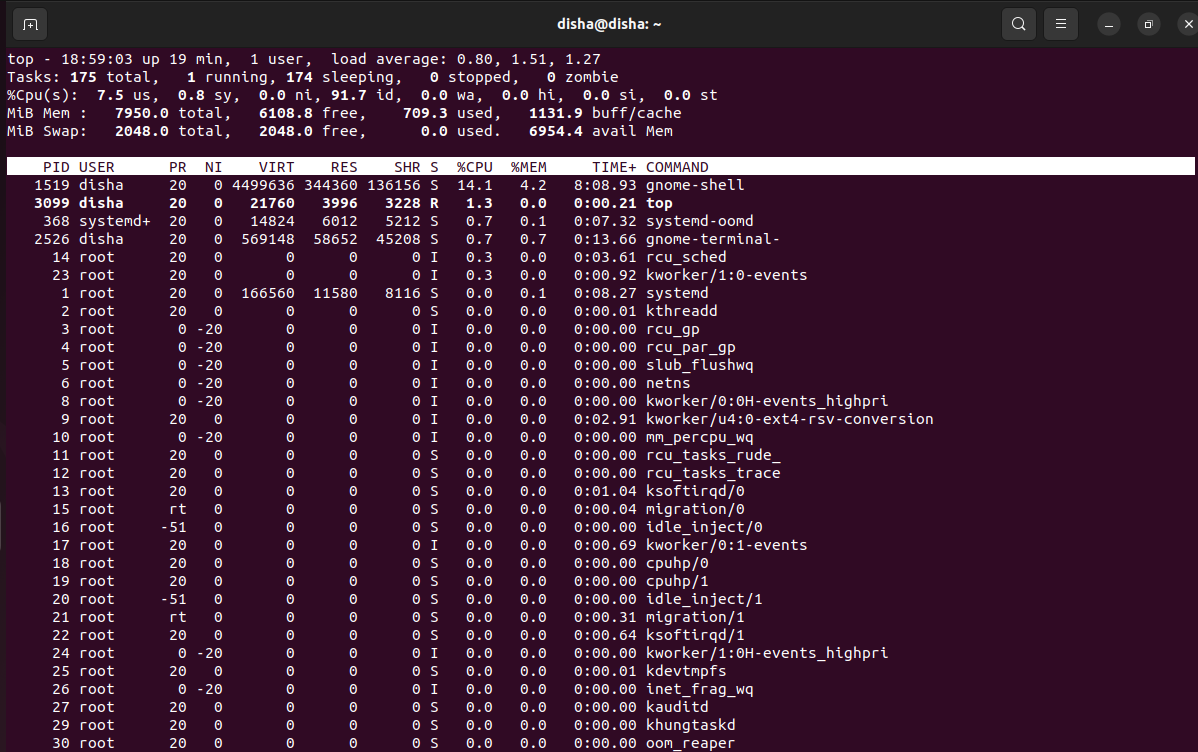 disha@disha: ~
top - 18:59:03 up 19 min,  1 user,  load average: 0.80, 1.51, 1.27
Tasks: 175 total,   1 running, 174 sleeping,   0 stopped,   0 zombie
%Cpu(s):  7.5 us,  0.8 sy,  0.0 ni, 91.7 id,  0.0 wa,  0.0 hi,  0.0 si,  0.0 st
MiB Mem :   7950.0 total,   6108.8 free,    709.3 used,   1131.9 buff/cache
MiB Swap:   2048.0 total,   2048.0 free,      0.0 used.   6954.4 avail Mem
PID USER      PR  NI    VIRT    RES    SHR S  %CPU  %MEM     TIME+ COMMAND
1519 disha     20   0 4499636 344360 136156 S  14.1   4.2   8:08.93 gnome-shell
3099 disha     20   0   21760   3996   3228 R   1.3   0.0   0:00.21 top
368 systemd+  20   0   14824   6012   5212 S   0.7   0.1   0:07.32 systemd-oomd
2526 disha     20   0  569148  58652  45208 S   0.7   0.7   0:13.66 gnome-terminal-
14 root      20   0       0      0      0 I   0.3   0.0   0:03.61 rcu_sched
23 root      20   0       0      0      0 I   0.3   0.0   0:00.92 kworker/1:0-events
1 root      20   0  166560  11580   8116 S   0.0   0.1   0:08.27 systemd
2 root      20   0       0      0      0 S   0.0   0.0   0:00.01 kthreadd
3 root       0 -20       0      0      0 I   0.0   0.0   0:00.00 rcu_gp
4 root       0 -20       0      0      0 I   0.0   0.0   0:00.00 rcu_par_gp
5 root       0 -20       0      0      0 I   0.0   0.0   0:00.00 slub_flushwq
6 root       0 -20       0      0      0 I   0.0   0.0   0:00.00 netns
8 root       0 -20       0      0      0 I   0.0   0.0   0:00.00 kworker/0:0H-events_highpri
9 root      20   0       0      0      0 I   0.0   0.0   0:02.91 kworker/u4:0-ext4-rsv-conversion
10 root       0 -20       0      0      0 I   0.0   0.0   0:00.00 mm_percpu_wq
11 root      20   0       0      0      0 S   0.0   0.0   0:00.00 rcu_tasks_rude_
12 root      20   0       0      0      0 S   0.0   0.0   0:00.00 rcu_tasks_trace
13 root      20   0       0      0      0 S   0.0   0.0   0:01.04 ksoftirqd/0
15 root      rt   0       0      0      0 S   0.0   0.0   0:00.04 migration/0
16 root     -51   0       0      0      0 S   0.0   0.0   0:00.00 idle_inject/0
17 root      20   0       0      0      0 I   0.0   0.0   0:00.69 kworker/0:1-events
18 root      20   0       0      0      0 S   0.0   0.0   0:00.00 cpuhp/0
19 root      20   0       0      0      0 S   0.0   0.0   0:00.00 cpuhp/1
20 root     -51   0       0      0      0 S   0.0   0.0   0:00.00 idle_inject/1
21 root      rt   0       0      0      0 S   0.0   0.0   0:00.31 migration/1
22 root      20   0       0      0      0 S   0.0   0.0   0:00.64 ksoftirqd/1
24 root       0 -20       0      0      0 I   0.0   0.0   0:00.00 kworker/1:0H-events_highpri
25 root      20   0       0      0      0 S   0.0   0.0   0:00.01 kdevtmpfs
26 root       0 -20       0      0      0 I   0.0   0.0   0:00.00 inet_frag_wq
27 root      20   0       0      0      0 S   0.0   0.0   0:00.00 kauditd
29 root      20   0       0      0      0 S   0.0   0.0   0:00.00 khungtaskd
30 root      20   0       0      0      0 S   0.0   0.0   0:00.00 oom_reaper